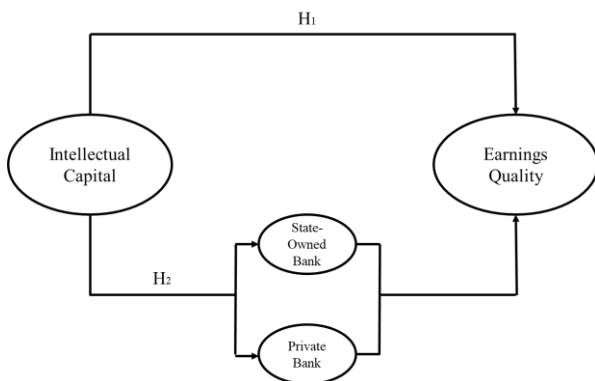 H1
Intellectual
Capital
Earnings
Quality
State-
Owned
Bank
H2
Private
Bank